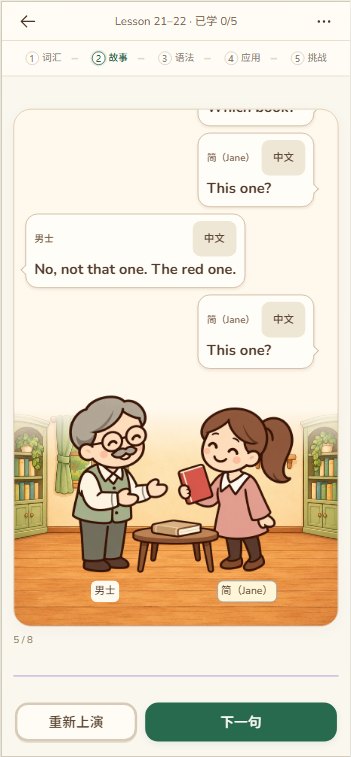 Lesson 21–22 · 已学 0/5
1 词汇 – 2 故事 – 3 语法 – 4 应用 – 5 挑战
Which book?
简（Jane） 中文
This one?
男士 中文
No, not that one. The red one.
简（Jane） 中文
This one?
男士 简（Jane）
5 / 8
重新上演 下一句